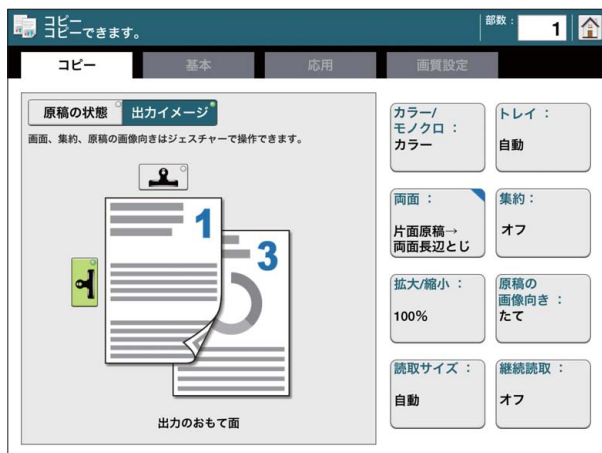 コピー
コピーできます。
部数：
1
コピー
基本
応用
画質設定
原稿の状態
出力イメージ
画面、集約、原稿の画像向きはジェスチャーで操作できます。
1
3
出力のおもて面
カラー/
モノクロ：
カラー
トレイ：
自動
両面：
片面原稿→
両面長辺とじ
集約：
オフ
拡大/縮小：
100%
原稿の
画像向き：
たて
読取サイズ：
自動
継続読取：
オフ